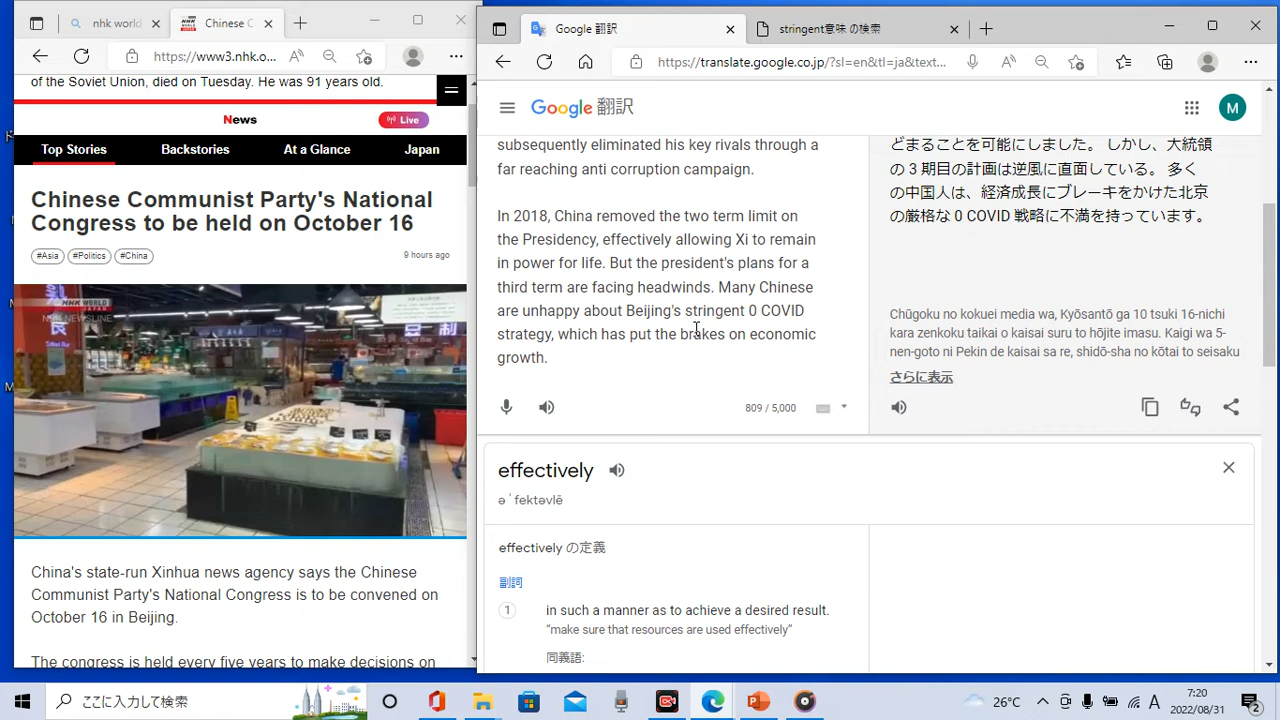 nhk world
Chinese C
https://www3.nhk.o...
of the Soviet Union, died on Tuesday. He was 91 years old.
News
Live
Top Stories
Backstories
At a Glance
Japan
Chinese Communist Party's National
Congress to be held on October 16
#Asia
#Politics
#China
9 hours ago
NHK WORLD
JAPAN
NHK NEWSLINE
China's state-run Xinhua news agency says the Chinese
Communist Party's National Congress is to be convened on
October 16 in Beijing.
The congress is held every five years to make decisions on
Google 翻訳
stringent意味 の検索
https://translate.google.co.jp/?sl=en&tl=ja&text...
Google 翻訳
M
subsequently eliminated his key rivals through a
far reaching anti corruption campaign.
In 2018, China removed the two term limit on
the Presidency, effectively allowing Xi to remain
in power for life. But the president's plans for a
third term are facing headwinds. Many Chinese
are unhappy about Beijing's stringent 0 COVID
strategy, which has put the brakes on economic
growth.
809 / 5,000
どまることを可能にしました。 しかし、大統領
の 3 期目の計画は逆風に直面している。 多く
の中国人は、経済成長にブレーキをかけた北京
の厳格な 0 COVID 戦略に不満を持っています。
Chūgoku no kokuei media wa, Kyōsantō ga 10 tsuki 16-nichi
kara zenkoku taikai o kaisai suru to hōjite imasu. Kaigi wa 5-
nen-goto ni Pekin de kaisai sa re, shidō-sha no kōtai to seisaku
さらに表示
effectively
əˈfektəvlē
effectively の定義
副詞
1
in such a manner as to achieve a desired result.
"make sure that resources are used effectively"
同義語:
ここに入力して検索
26°C
A
7:20
2022/08/31
2